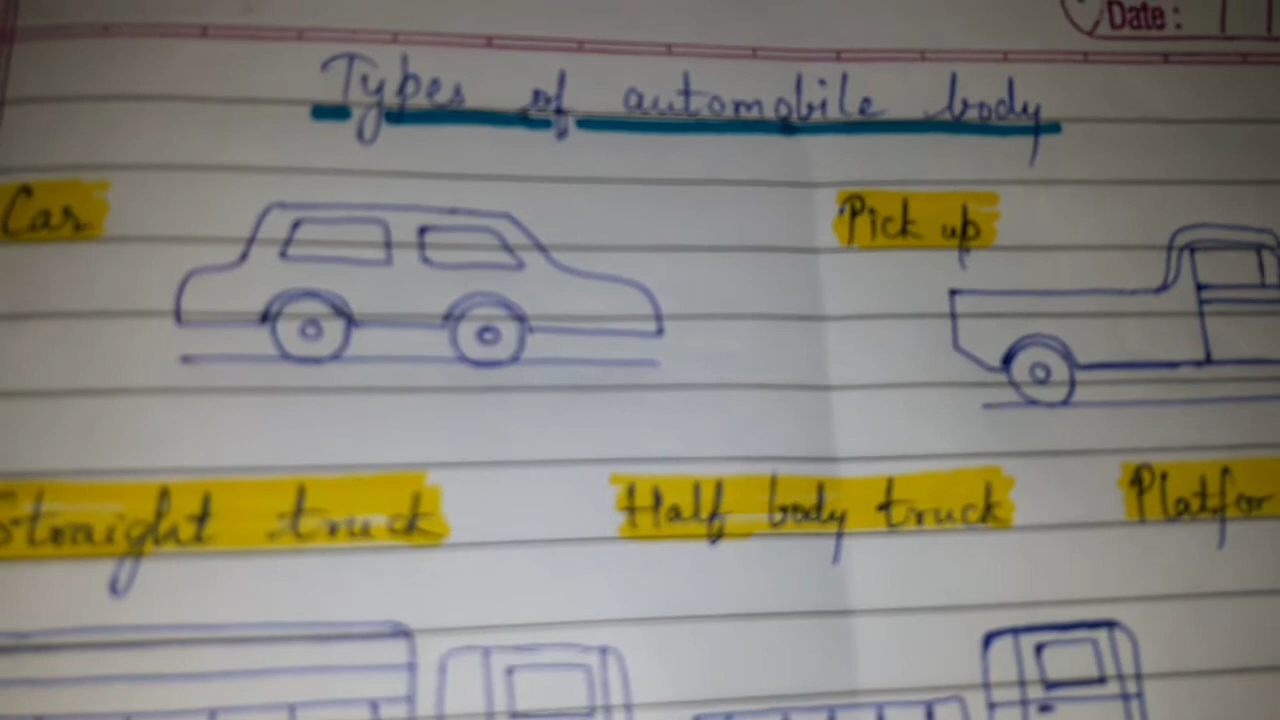 Date :
Types of automobile body
Car
Pick up
Straight truck
Half body truck
Platfor